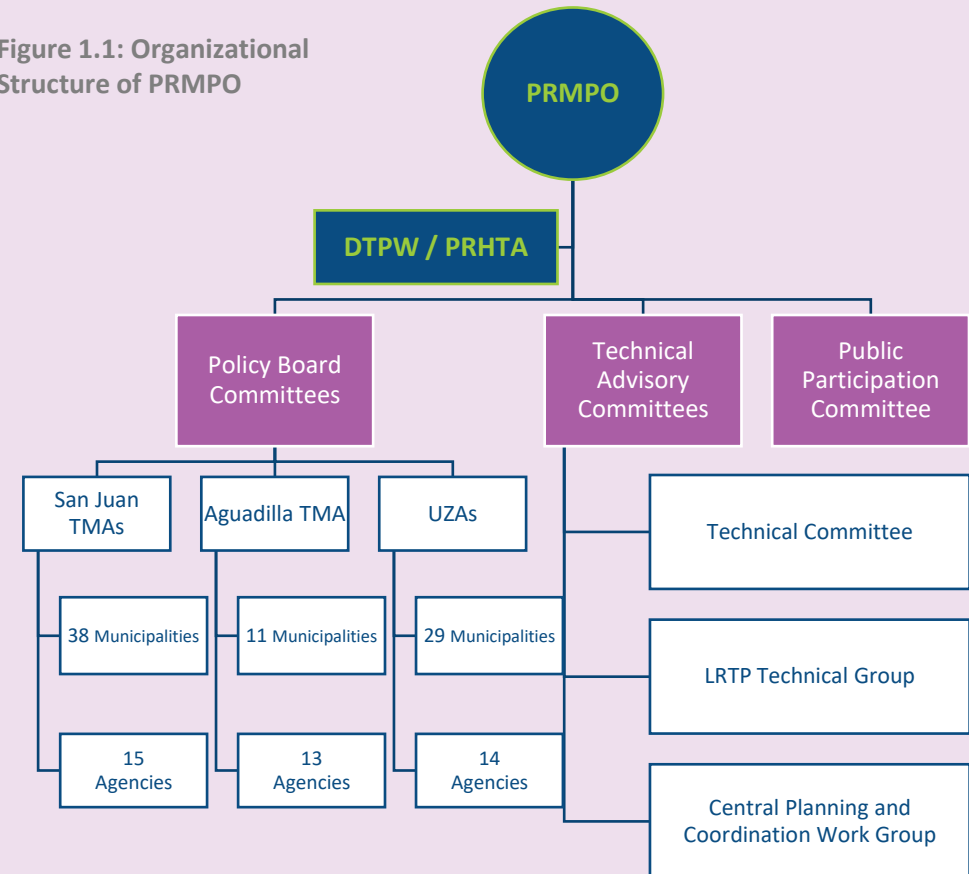 Figure 1.1: Organizational
Structure of PRMPO
PRMPO
DTPW / PRHTA
Policy Board
Committees
Technical
Advisory
Committees
Public
Participation
Committee
San Juan
TMAs
Aguadilla TMA
UZAs
38 Municipalities
11 Municipalities
29 Municipalities
15
Agencies
13
Agencies
14
Agencies
Technical Committee
LRTP Technical Group
Central Planning and
Coordination Work Group